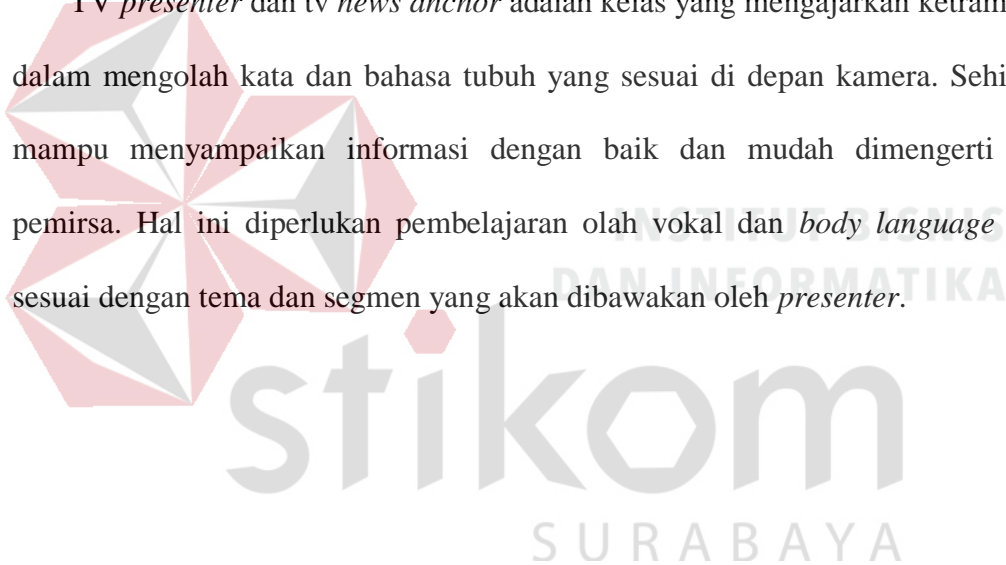 TV presenter dan tv news anchor adalah kelas yang mengajarkan ketram
dalam mengolah kata dan bahasa tubuh yang sesuai di depan kamera. Sehi
mampu menyampaikan informasi dengan baik dan mudah dimengerti
pemirsa. Hal ini diperlukan pembelajaran olah vokal dan body language
sesuai dengan tema dan segmen yang akan dibawakan oleh presenter.
INSTITUT BISNIS
DAN INFORMATIKA
stikom
SURABAYA